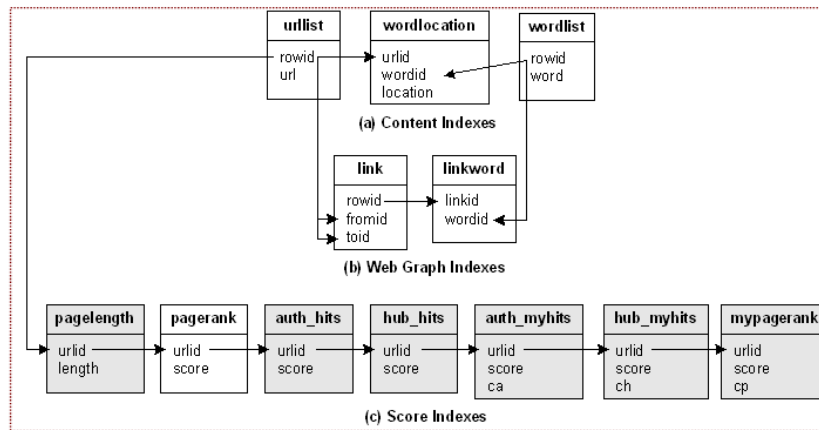 urllist
rowid
url
wordlocation
urlid
wordid
location
wordlist
rowid
word
(a) Content Indexes
link
rowid
fromid
toid
linkword
linkid
wordid
(b) Web Graph Indexes
pagelength
urlid
length
pagerank
urlid
score
auth_hits
urlid
score
hub_hits
urlid
score
auth_myhits
urlid
score
ca
hub_myhits
urlid
score
ch
mypagerank
urlid
score
cp
(c) Score Indexes